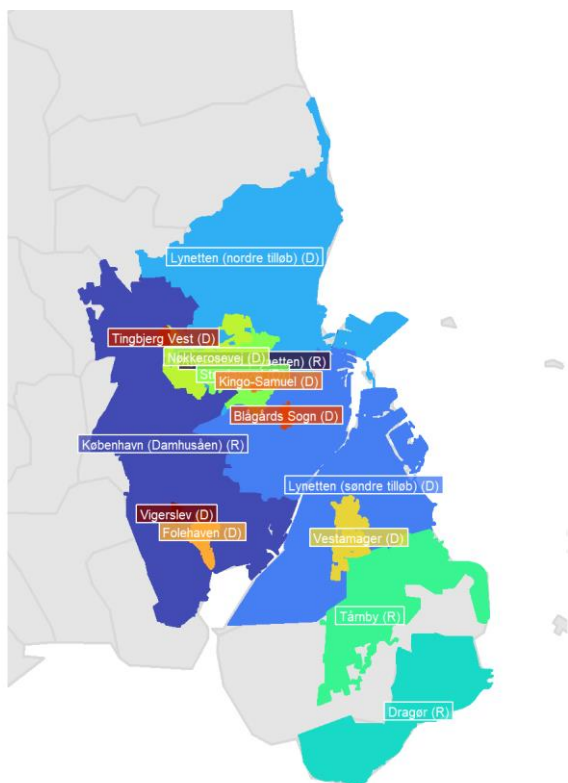 Lynetten (nordre tilløb) (D)
Tingbjerg Vest (D)
Nøkkerosevej (D)
(R)
Kingo-Samuel (D)
Blågårds Sogn (D)
København (Damhusåen) (R)
Lynetten (søndre tilløb) (D)
Vigerslev (D)
Folehaven (D)
Vestamager (D)
Tårnby (R)
Dragør (R)